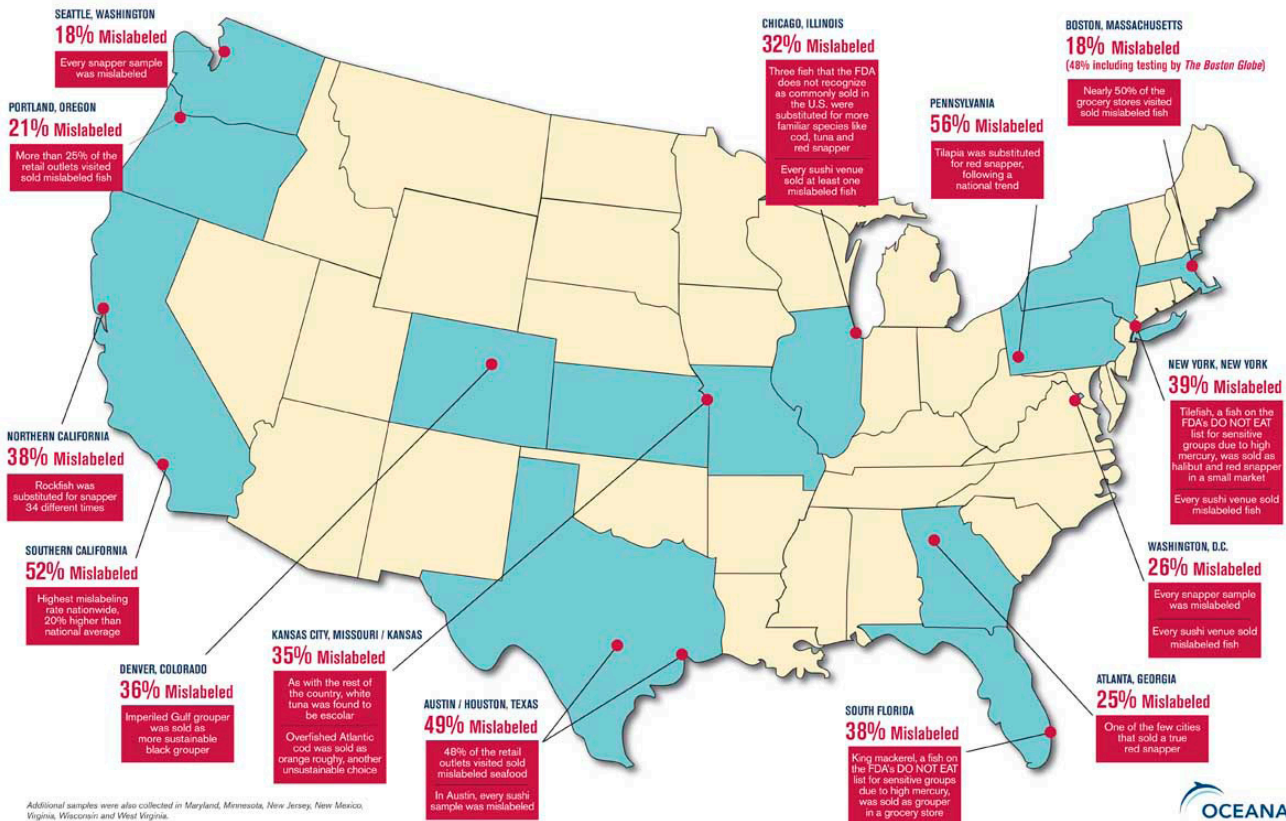 SEATTLE, WASHINGTON
18% Mislabeled
Every snapper sample
was mislabeled
PORTLAND, OREGON
21% Mislabeled
More than 25% of the
retail outlets visited
sold mislabeled fish
NORTHERN CALIFORNIA
38% Mislabeled
Rockfish was
substituted for snapper
34 different times
SOUTHERN CALIFORNIA
52% Mislabeled
Highest mislabeling
rate nationwide,
20% higher than
national average
DENVER, COLORADO
36% Mislabeled
Imperiled Gulf grouper
was sold as
more sustainable
black grouper
KANSAS CITY, MISSOURI / KANSAS
35% Mislabeled
As with the rest of
the country, white
tuna was found to
be escolar
Overfished Atlantic
cod was sold as
orange roughy, another
unsustainable choice
AUSTIN / HOUSTON, TEXAS
49% Mislabeled
48% of the retail
outlets visited sold
mislabeled seafood
In Austin, every sushi
sample was mislabeled
CHICAGO, ILLINOIS
32% Mislabeled
Three fish that the FDA
does not recognize
as commonly sold in
the U.S. were
substituted for more
familiar species like
cod, tuna and
red snapper
Every sushi venue
sold at least one
mislabeled fish
PENNSYLVANIA
56% Mislabeled
Tilapia was substituted
for red snapper,
following a
national trend
BOSTON, MASSACHUSETTS
18% Mislabeled
(48% including testing by The Boston Globe)
Nearly 50% of the
grocery stores visited
sold mislabeled fish
NEW YORK, NEW YORK
39% Mislabeled
Tilefish, a fish on the
FDA's DO NOT EAT
list for sensitive
groups due to high
mercury, was sold as
halibut and red snapper
in a small market
Every sushi venue sold
mislabeled fish
WASHINGTON, D.C.
26% Mislabeled
Every snapper sample
was mislabeled
Every sushi venue sold
mislabeled fish
ATLANTA, GEORGIA
25% Mislabeled
One of the few cities
that sold a true
red snapper
SOUTH FLORIDA
38% Mislabeled
King mackerel, a fish on
the FDA's DO NOT EAT
list for sensitive groups
due to high mercury,
was sold as grouper
in a grocery store
Additional samples were also collected in Maryland, Minnesota, New Jersey, New Mexico,
Virginia, Wisconsin and West Virginia.
OCEANA